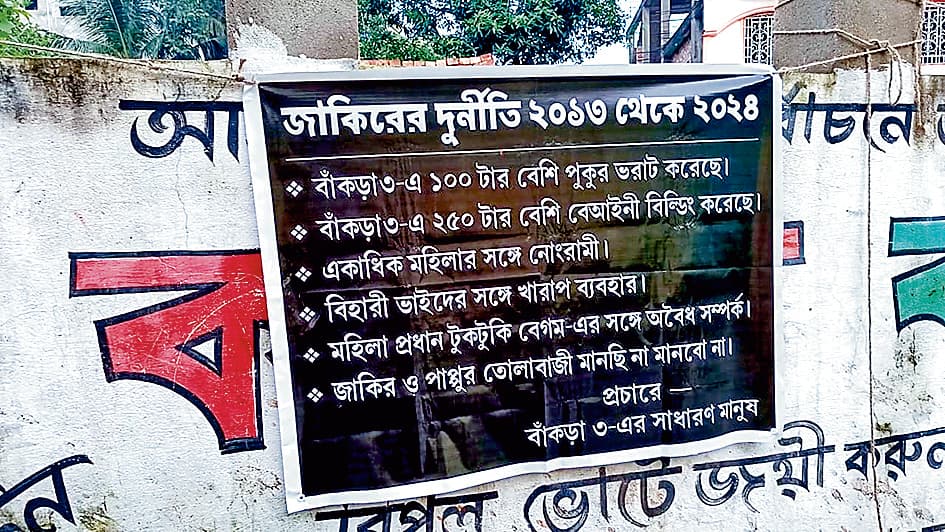 জাকিরের দুর্নীতি ২০১৩ থেকে ২০২৪
❖ বাঁকড়া৩-এ ১০০ টার বেশি পুকুর ভরাট করেছে।
❖ বাঁকড়া৩-এ ২৫০ টার বেশি বেআইনী বিল্ডিং করেছে।
❖ একাধিক মহিলার সঙ্গে নোংরামী।
❖ বিহারী ভাইদের সঙ্গে খারাপ ব্যবহার।
❖ মহিলা প্রধান টুকটুকি বেগম-এর সঙ্গে অবৈধ সম্পর্ক।
❖ জাকির ও পাপ্পুর তোলাবাজী মানছি না মানবো না।
প্রচারে —
বাঁকড়া ৩-এর সাধারণ মানুষ
বিপুল ভোটে জয়ী করুন